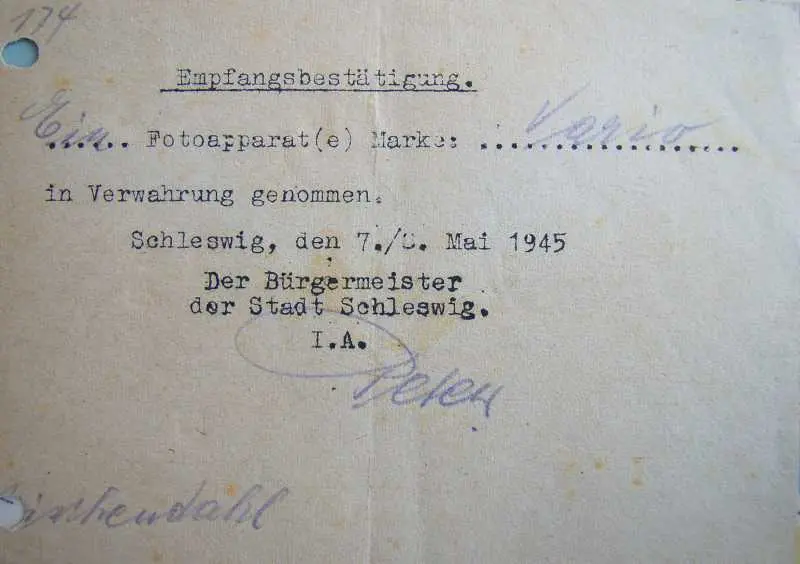 174
Empfangsbestätigung.
Ein.. Fotoapparat(e) Marke: Vario
in Verwahrung genommen.
Schleswig, den 7./8. Mai 1945
Der Bürgermeister
der Stadt Schleswig.
I.A.